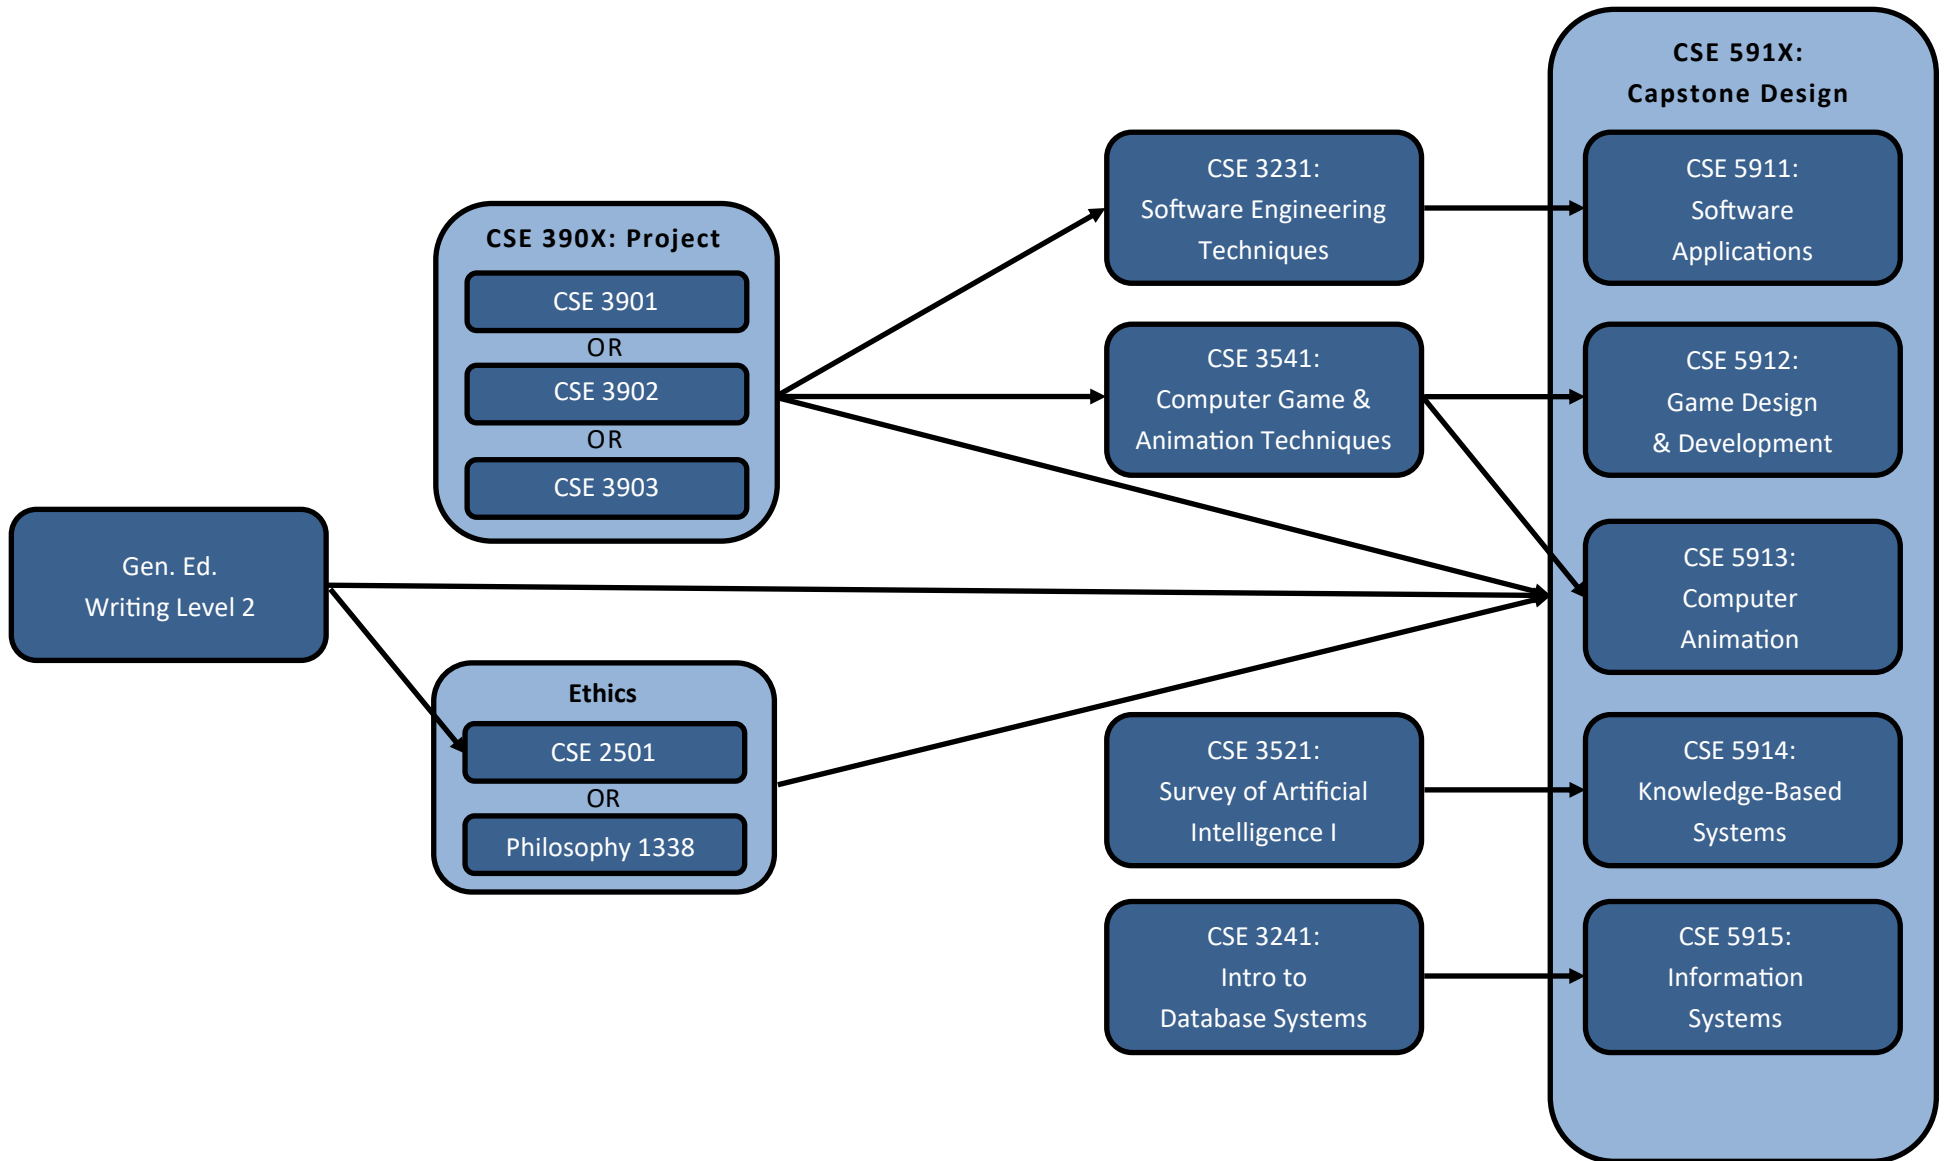 Gen. Ed.
Writing Level 2
CSE 390X: Project
CSE 3901
OR
CSE 3902
OR
CSE 3903
Ethics
CSE 2501
OR
Philosophy 1338
CSE 3231:
Software Engineering
Techniques
CSE 3541:
Computer Game &
Animation Techniques
CSE 3521:
Survey of Artificial
Intelligence I
CSE 3241:
Intro to
Database Systems
CSE 591X:
Capstone Design
CSE 5911:
Software
Applications
CSE 5912:
Game Design
& Development
CSE 5913:
Computer
Animation
CSE 5914:
Knowledge-Based
Systems
CSE 5915:
Information
Systems